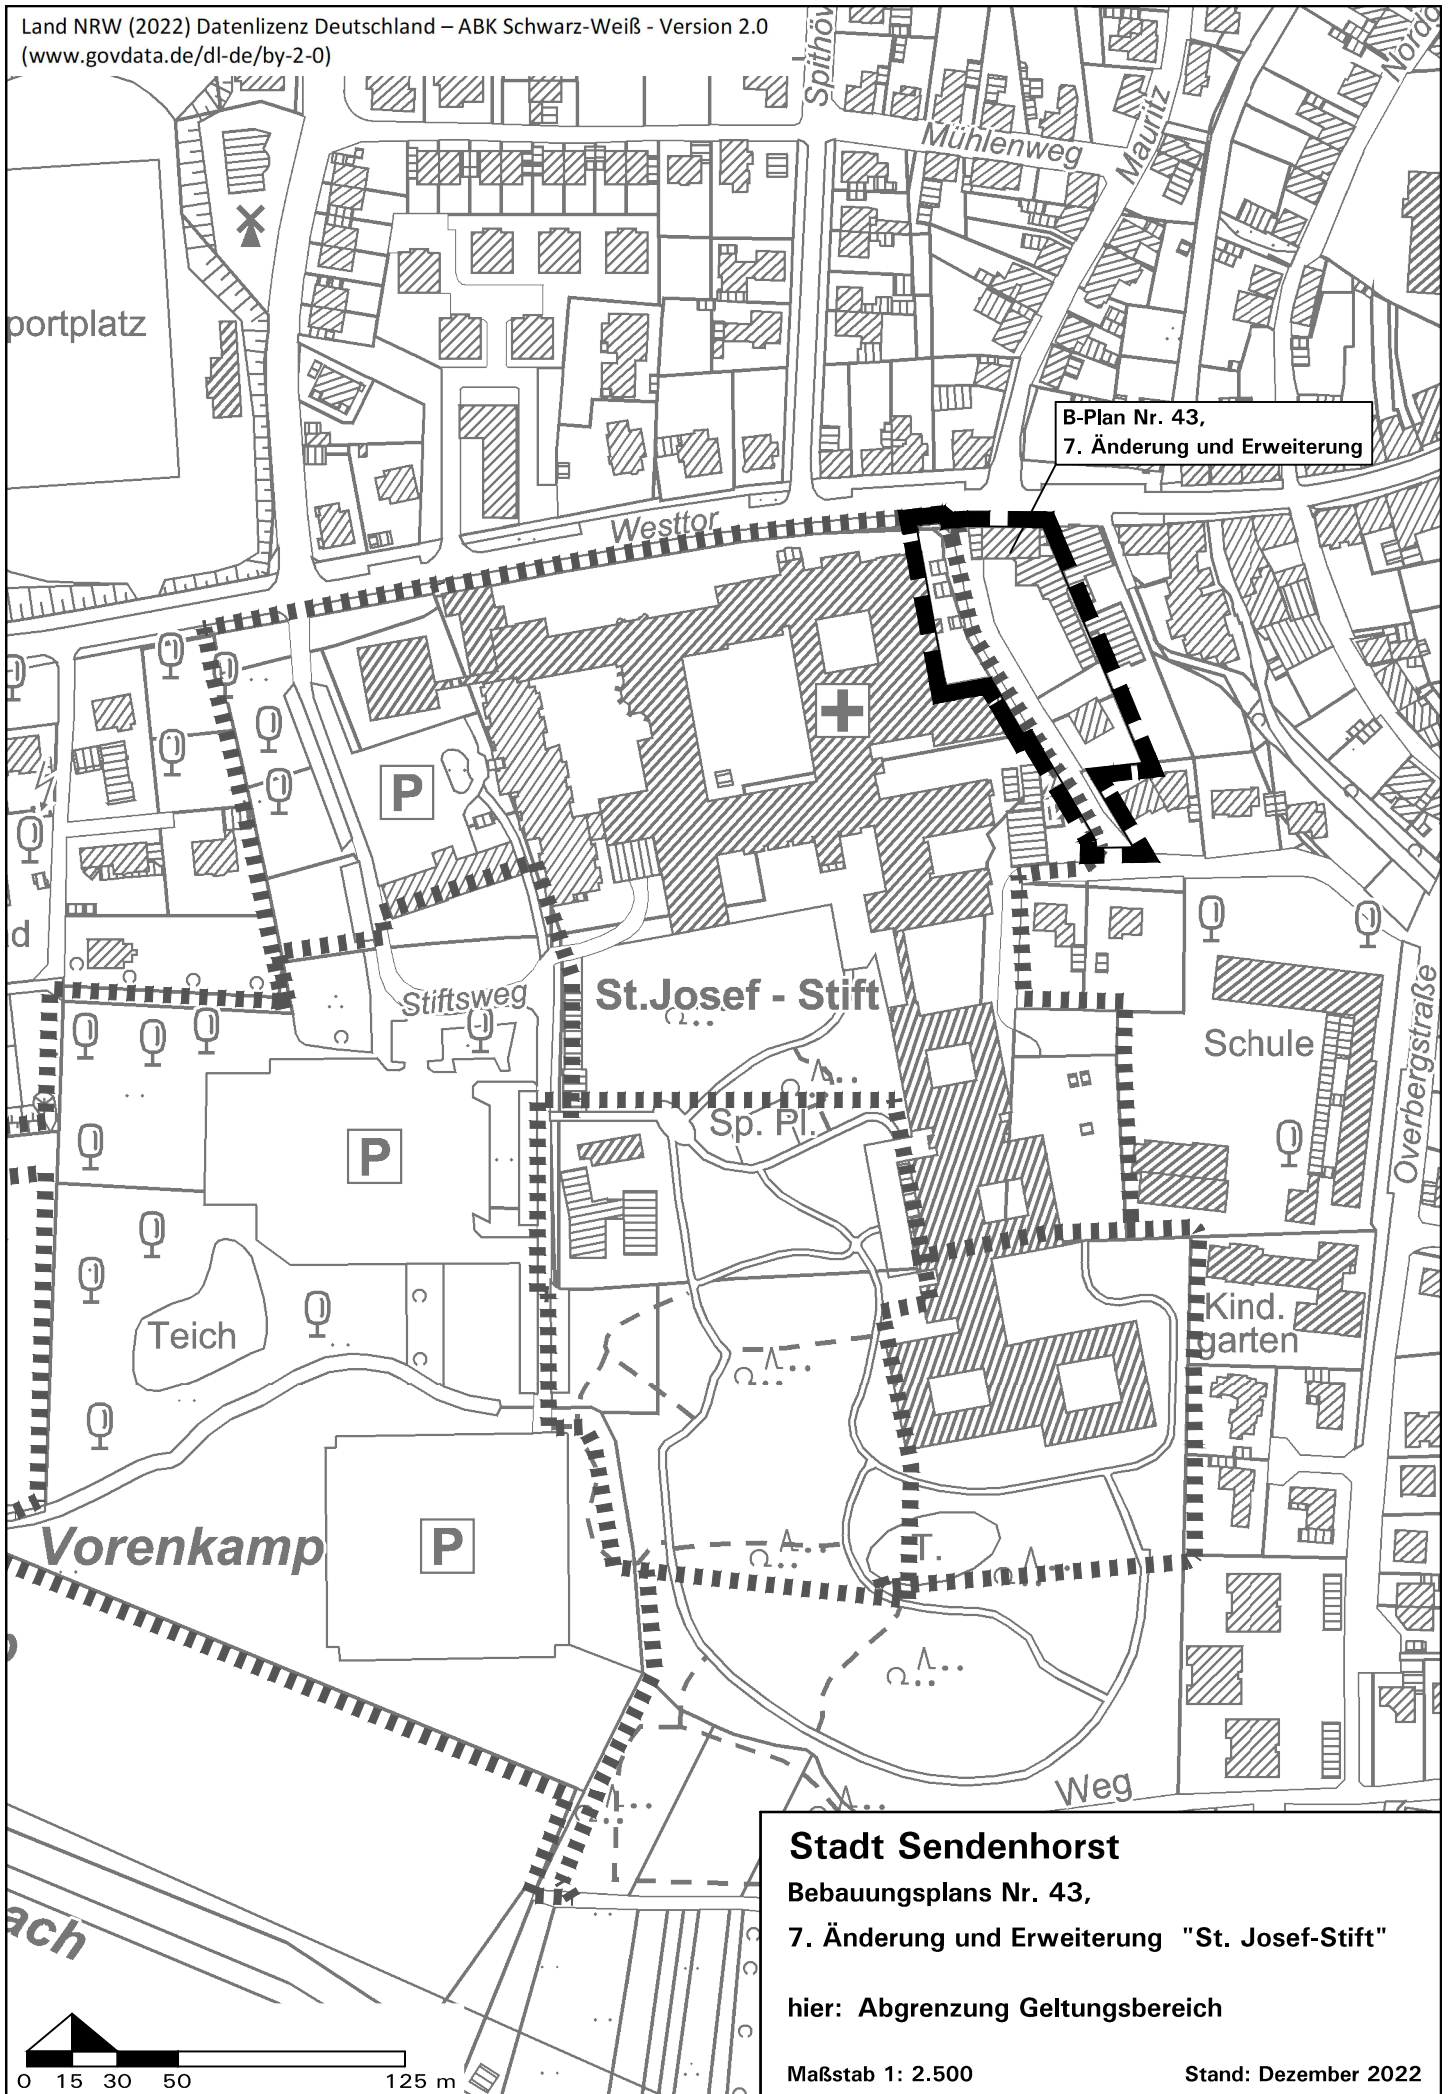 Land NRW (2022) Datenlizenz Deutschland – ABK Schwarz-Weiß - Version 2.0
(www.govdata.de/dl-de/by-2-0)
Spithöv
Mühlenweg
Mauritz
Nordo
portplatz
B-Plan Nr. 43,
7. Änderung und Erweiterung
Westtor
P
d
Stiftsweg
St.Josef - Stift
Schule
Overbergstraße
Sp. Pl.
P
Teich
Kind.
garten
Vorenkamp
P
T.
Weg
ach
Stadt Sendenhorst
Bebauungsplans Nr. 43,
7. Änderung und Erweiterung "St. Josef-Stift"
hier: Abgrenzung Geltungsbereich
Maßstab 1: 2.500 Stand: Dezember 2022
0 15 30 50 125 m